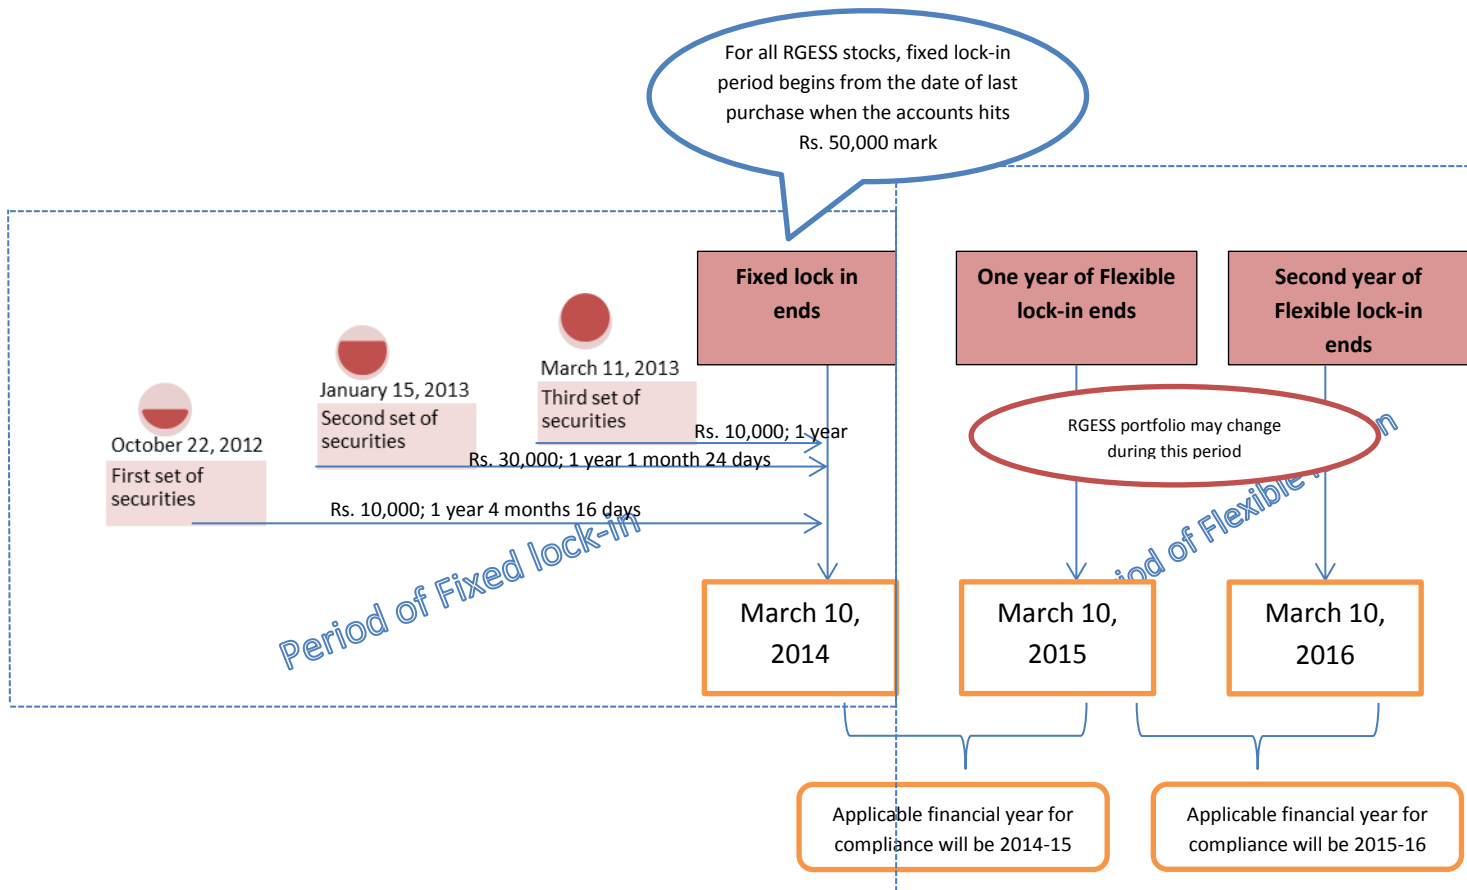 For all RGESS stocks, fixed lock-in
period begins from the date of last
purchase when the accounts hits
Rs. 50,000 mark
Fixed lock in
ends
One year of Flexible
lock-in ends
Second year of
Flexible lock-in
ends
March 11, 2013
Third set of
securities
January 15, 2013
Second set of
securities
October 22, 2012
First set of
securities
Rs. 10,000; 1 year
Rs. 30,000; 1 year 1 month 24 days
Rs. 10,000; 1 year 4 months 16 days
RGESS portfolio may change
during this period
Period of Fixed lock-in
of Flexible
March 10,
2014
March 10,
2015
March 10,
2016
Applicable financial year for
compliance will be 2014-15
Applicable financial year for
compliance will be 2015-16